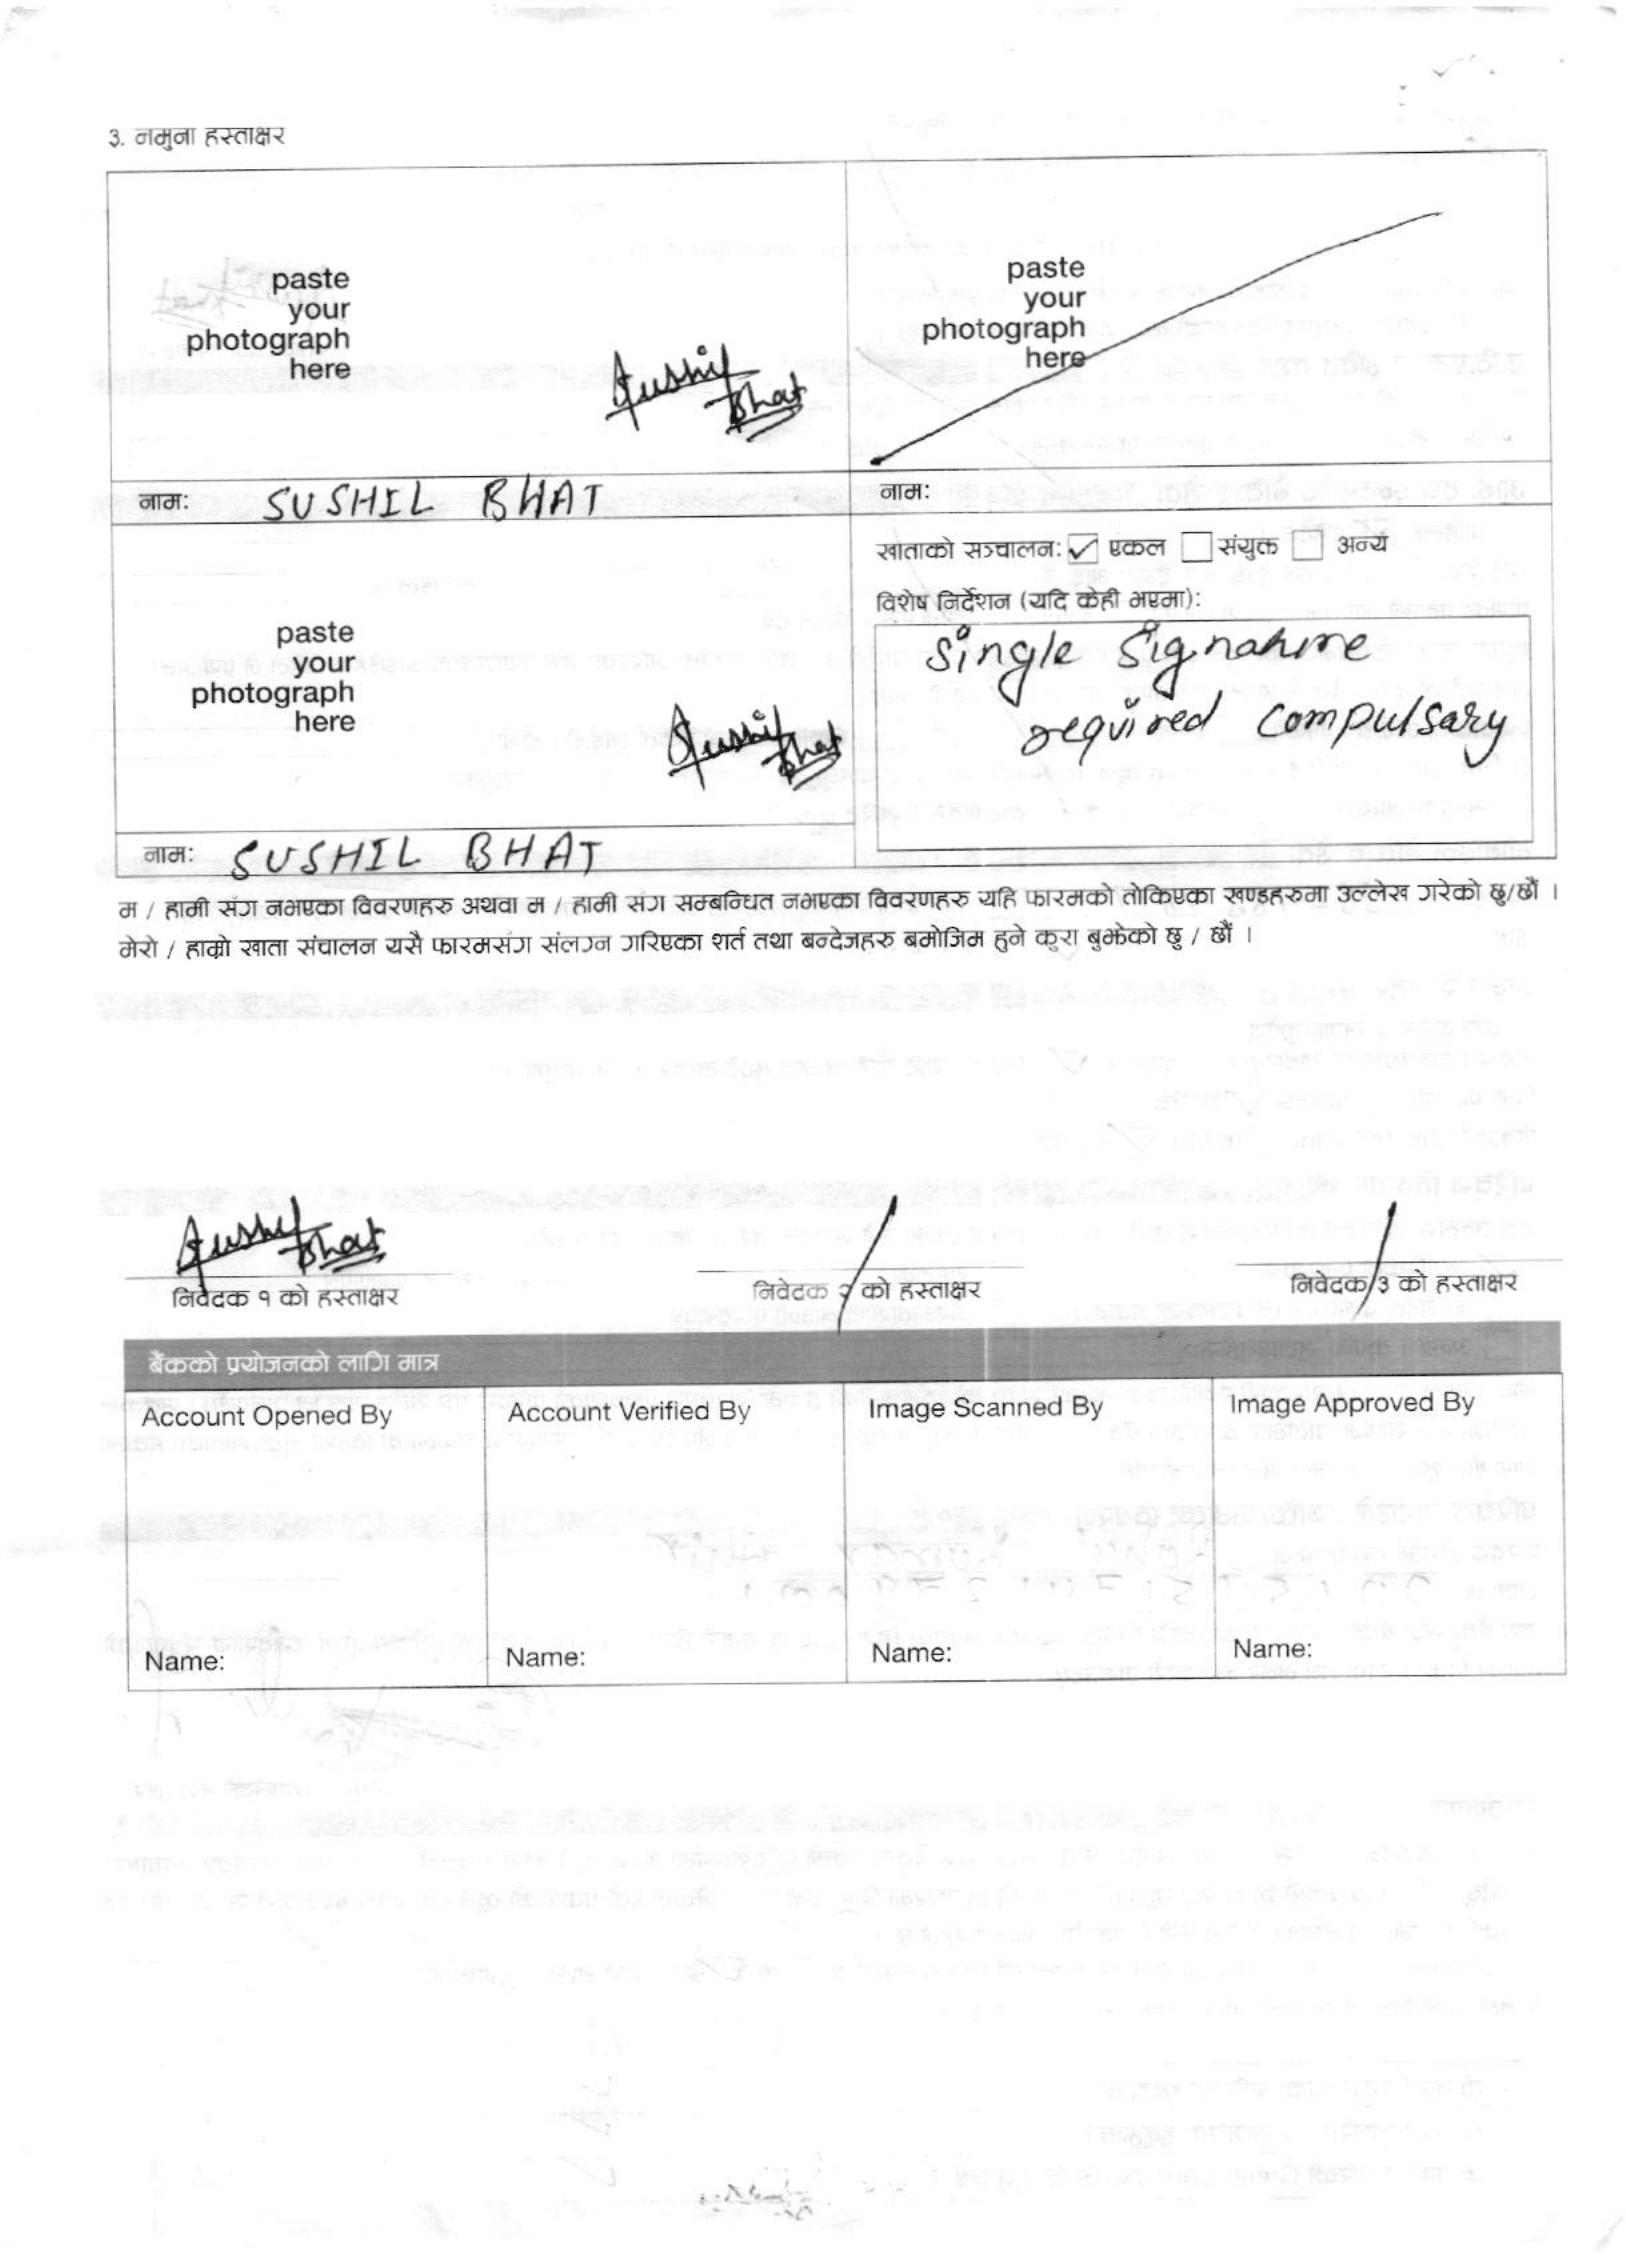 ३. नमुना हस्ताक्षर
paste
your
photograph
here
Sushil
Bhat
paste
your
photograph
here
नाम: SUSHIL BHAT
नाम:
खाताको सञ्चालन: ✓ एकल संयुक्त अन्य
विशेष निर्देशन (यदि केही भएमा):
Single Signature
required compulsary
paste
your
photograph
here
Sushil
Bhat
नाम: SUSHIL BHAT
म / हामी संग नभएका विवरणहरु अथवा म / हामी संग सम्बन्धित नभएका विवरणहरु यहि फारमको तोकिएका खण्डहरुमा उल्लेख गरेको छु/छौं ।
मेरो / हाम्रो खाता संचालन यसै फारमसंग संलग्न गरिएका शर्त तथा बन्देजहरु बमोजिम हुने कुरा बुझेको छु / छौं ।
Sushil Bhat
निवेदक १ को हस्ताक्षर
निवेदक २ को हस्ताक्षर
निवेदक ३ को हस्ताक्षर
बैंकको प्रयोजनको लागि मात्र
Account Opened By
Account Verified By
Image Scanned By
Image Approved By
Name:
Name:
Name:
Name: